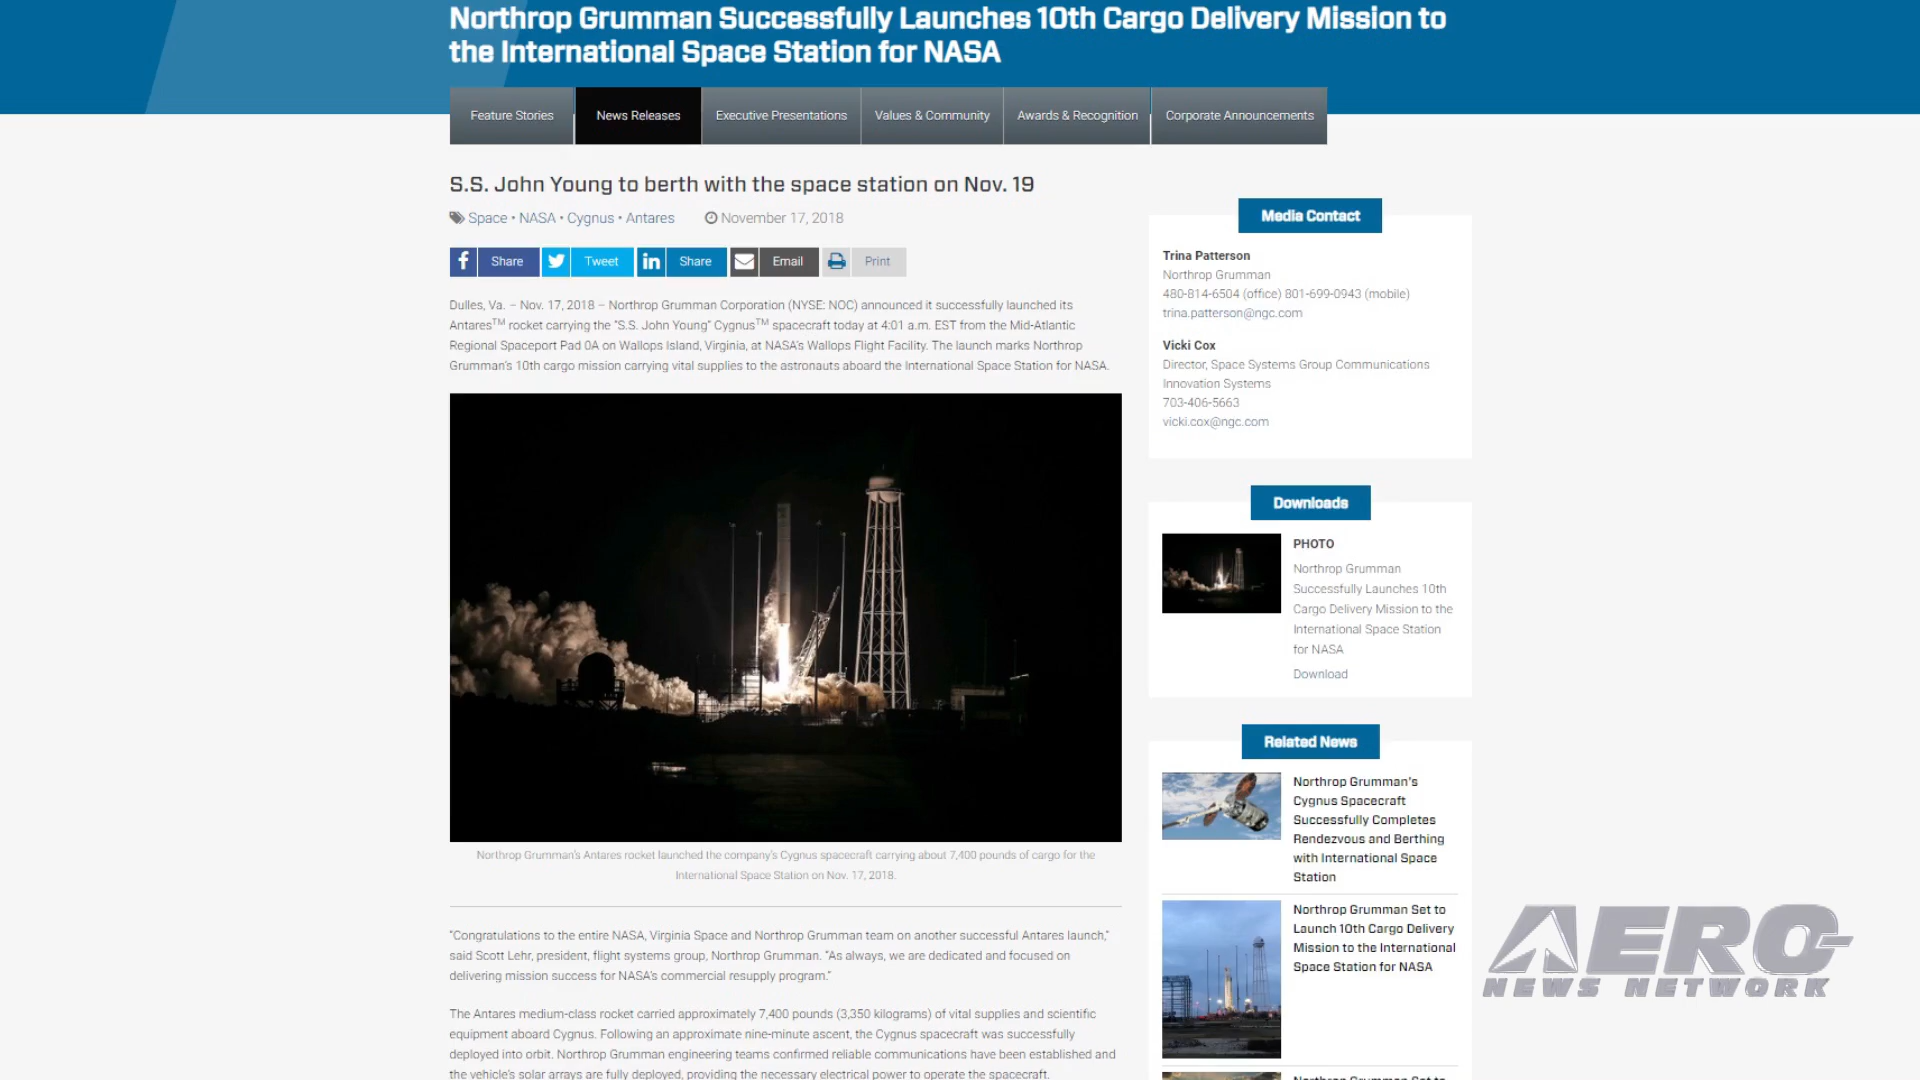 Northrop Grumman Successfully Launches 10th Cargo Delivery Mission to
the International Space Station for NASA
Feature Stories
News Releases
Executive Presentations
Values & Community
Awards & Recognition
Corporate Announcements
S.S. John Young to berth with the space station on Nov. 19
Space • NASA • Cygnus • Antares
November 17, 2018
Share
Tweet
Share
Email
Print
Dulles, Va. – Nov. 17, 2018 – Northrop Grumman Corporation (NYSE: NOC) announced it successfully launched its
Antares™ rocket carrying the “S.S. John Young” Cygnus™ spacecraft today at 4:01 a.m. EST from the Mid-Atlantic
Regional Spaceport Pad 0A on Wallops Island, Virginia, at NASA’s Wallops Flight Facility. The launch marks Northrop
Grumman’s 10th cargo mission carrying vital supplies to the astronauts aboard the International Space Station for NASA.
Northrop Grumman’s Antares rocket launched the company’s Cygnus spacecraft carrying about 7,400 pounds of cargo for the
International Space Station on Nov. 17, 2018.
“Congratulations to the entire NASA, Virginia Space and Northrop Grumman team on another successful Antares launch,”
said Scott Lehr, president, flight systems group, Northrop Grumman. “As always, we are dedicated and focused on
delivering mission success for NASA’s commercial resupply program.”
The Antares medium-class rocket carried approximately 7,400 pounds (3,350 kilograms) of vital supplies and scientific
equipment aboard Cygnus. Following an approximate nine-minute ascent, the Cygnus spacecraft was successfully
deployed into orbit. Northrop Grumman engineering teams confirmed reliable communications have been established and
the vehicle’s solar arrays are fully deployed, providing the necessary electrical power to operate the spacecraft.
Media Contact
Trina Patterson
Northrop Grumman
480-814-6504 (office) 801-699-0943 (mobile)
trina.patterson@ngc.com
Vicki Cox
Director, Space Systems Group Communications
Innovation Systems
703-406-5663
vicki.cox@ngc.com
Downloads
PHOTO
Northrop Grumman
Successfully Launches 10th
Cargo Delivery Mission to the
International Space Station
for NASA
Download
Related News
Northrop Grumman’s
Cygnus Spacecraft
Successfully Completes
Rendezvous and Berthing
with International Space
Station
Northrop Grumman Set to
Launch 10th Cargo Delivery
Mission to the International
Space Station for NASA
Northrop Grumman Set to
AERO-
NEWS NETWORK